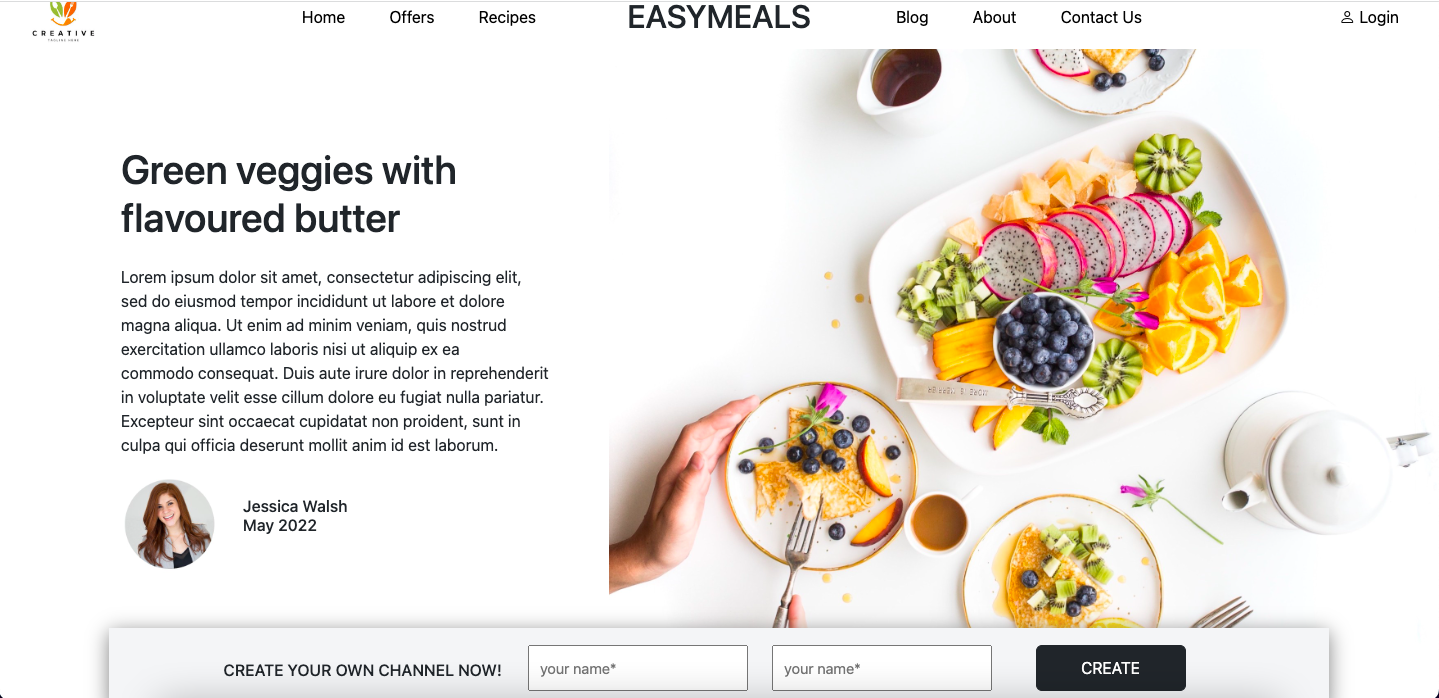 CREATIVE
TAGLINE HERE
Home Offers Recipes EASYMEALS Blog About Contact Us Login
Green veggies with
flavoured butter
Lorem ipsum dolor sit amet, consectetur adipiscing elit,
sed do eiusmod tempor incididunt ut labore et dolore
magna aliqua. Ut enim ad minim veniam, quis nostrud
exercitation ullamco laboris nisi ut aliquip ex ea
commodo consequat. Duis aute irure dolor in reprehenderit
in voluptate velit esse cillum dolore eu fugiat nulla pariatur.
Excepteur sint occaecat cupidatat non proident, sunt in
culpa qui officia deserunt mollit anim id est laborum.
Jessica Walsh
May 2022
CREATE YOUR OWN CHANNEL NOW! your name* your name* CREATE